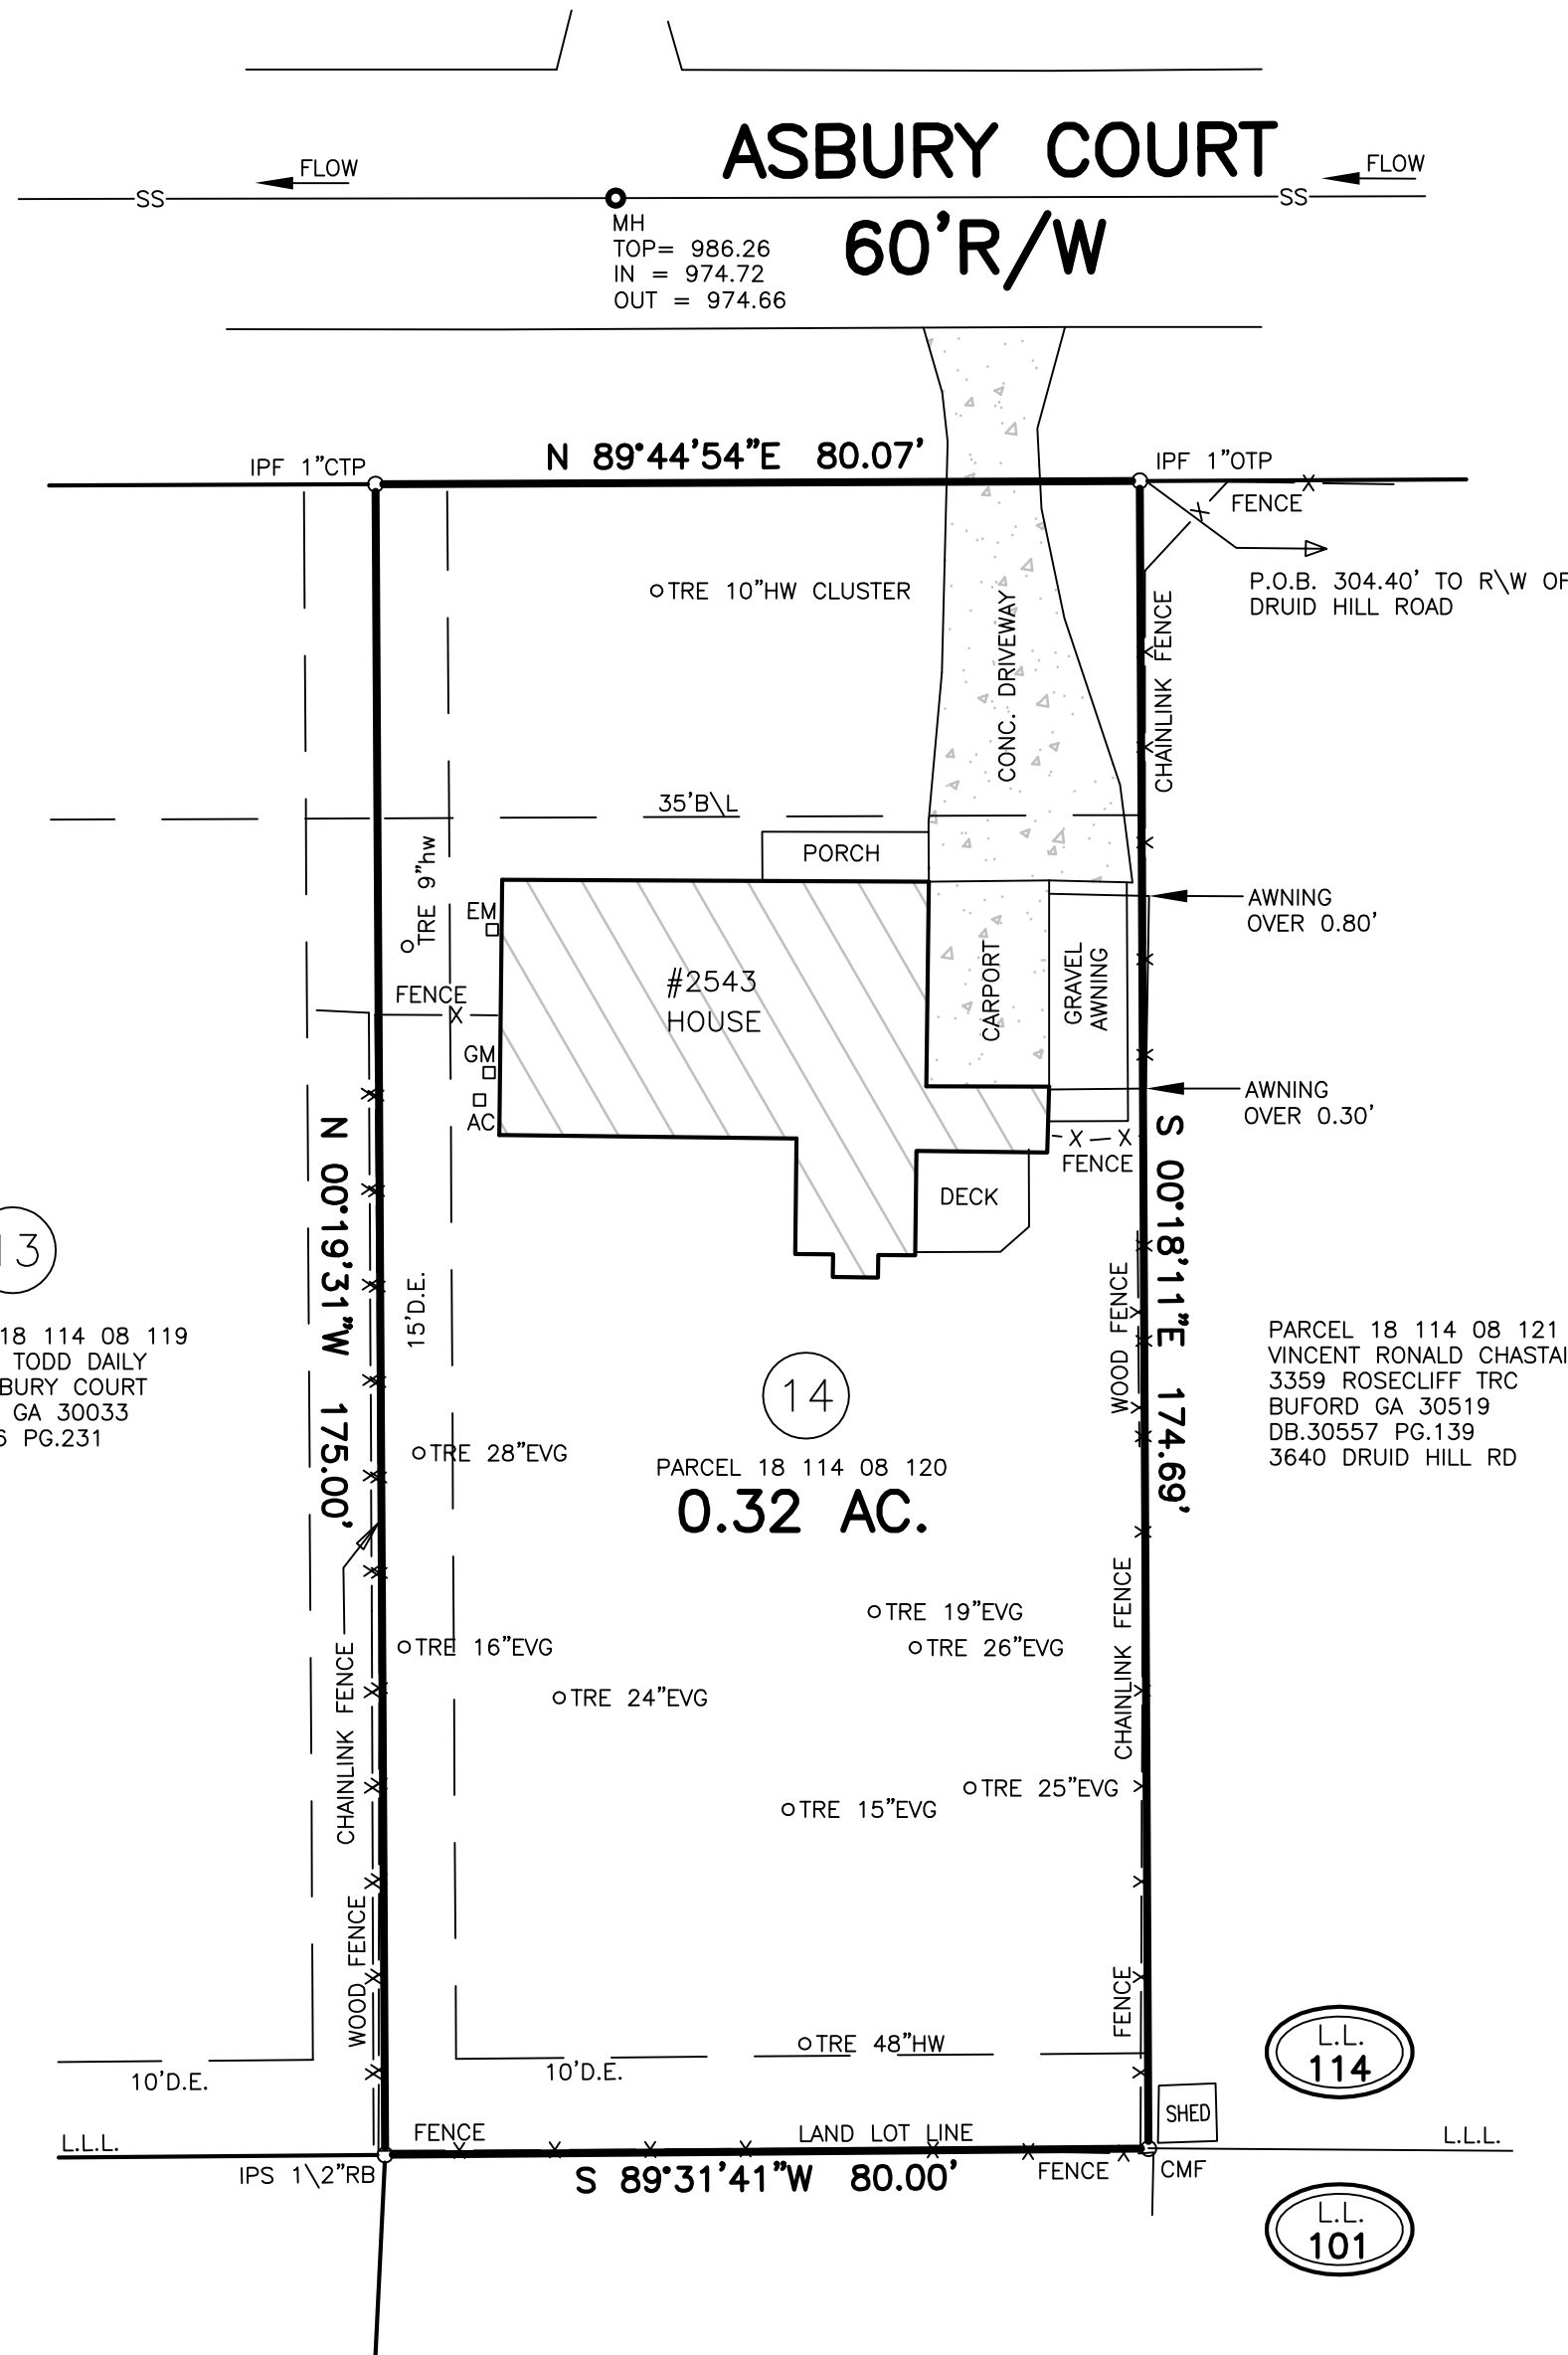 ASBURY COURT
FLOW
FLOW
SS
SS
60'R/W
MH
TOP= 986.26
IN = 974.72
OUT = 974.66
N 89°44'54"E 80.07'
IPF 1"CTP
IPF 1"OTP
FENCE
P.O.B. 304.40' TO R\W OF
DRUID HILL ROAD
TRE 10"HW CLUSTER
CONC. DRIVEWAY
CHAINLINK FENCE
35'B\L
PORCH
TRE 9"hw
EM
AWNING
OVER 0.80'
#2543
HOUSE
CARPORT
GRAVEL
AWNING
FENCE
GM
AC
AWNING
OVER 0.30'
FENCE
DECK
N 00°19'31"W 175.00'
S 00°18'11"E 174.69'
15'D.E.
WOOD FENCE
13
18 114 08 119
TODD DAILY
BURY COURT
GA 30033
6 PG.231
14
PARCEL 18 114 08 120
0.32 AC.
PARCEL 18 114 08 121
VINCENT RONALD CHASTAI
3359 ROSECLIFF TRC
BUFORD GA 30519
DB.30557 PG.139
3640 DRUID HILL RD
TRE 28"EVG
TRE 19"EVG
TRE 16"EVG
TRE 26"EVG
TRE 24"EVG
CHAINLINK FENCE
CHAINLINK FENCE
TRE 25"EVG
TRE 15"EVG
WOOD FENCE
FENCE
TRE 48"HW
10'D.E.
10'D.E.
L.L.
114
SHED
L.L.L.
FENCE
LAND LOT LINE
L.L.L.
IPS 1\2"RB
S 89°31'41"W 80.00'
FENCE
CMF
L.L.
101